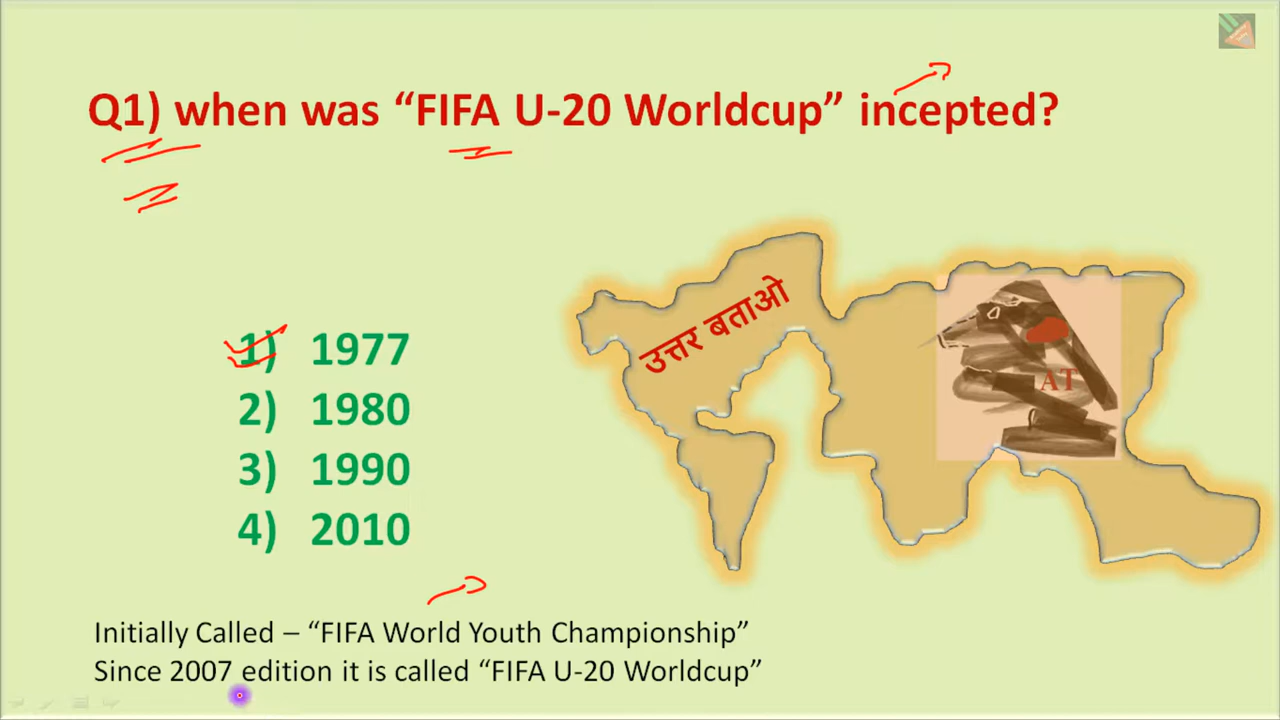 Q1) when was “FIFA U-20 Worldcup” incepted?
उत्तर बताओ
AT
1) 1977
2) 1980
3) 1990
4) 2010
Initially Called – “FIFA World Youth Championship”
Since 2007 edition it is called “FIFA U-20 Worldcup”